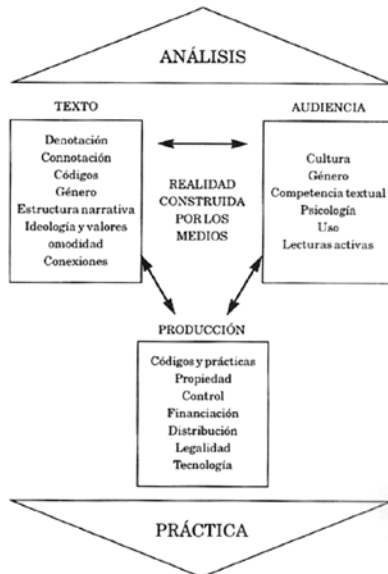 ANÁLISIS
TEXTO
Denotación
Connotación
Códigos
Género
Estructura narrativa
Ideología y valores
omodidad
Conexiones
REALIDAD
CONSTRUIDA
POR LOS
MEDIOS
AUDIENCIA
Cultura
Género
Competencia textual
Psicología
Uso
Lecturas activas
PRODUCCIÓN
Códigos y prácticas
Propiedad
Control
Financiación
Distribución
Legalidad
Tecnología
PRÁCTICA